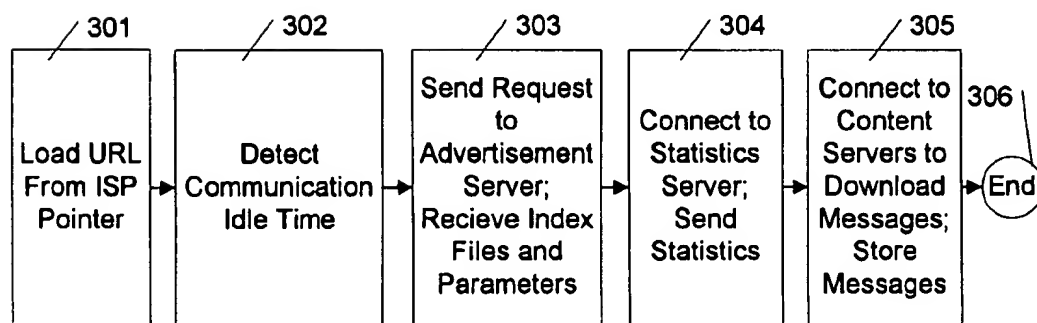 301
302
303
304
305
306
Load URL
From ISP
Pointer
Detect
Communication
Idle Time
Send Request
to
Advertisement
Server;
Recieve Index
Files and
Parameters
Connect to
Statistics
Server;
Send
Statistics
Connect to
Content
Servers to
Download
Messages;
Store
Messages
End